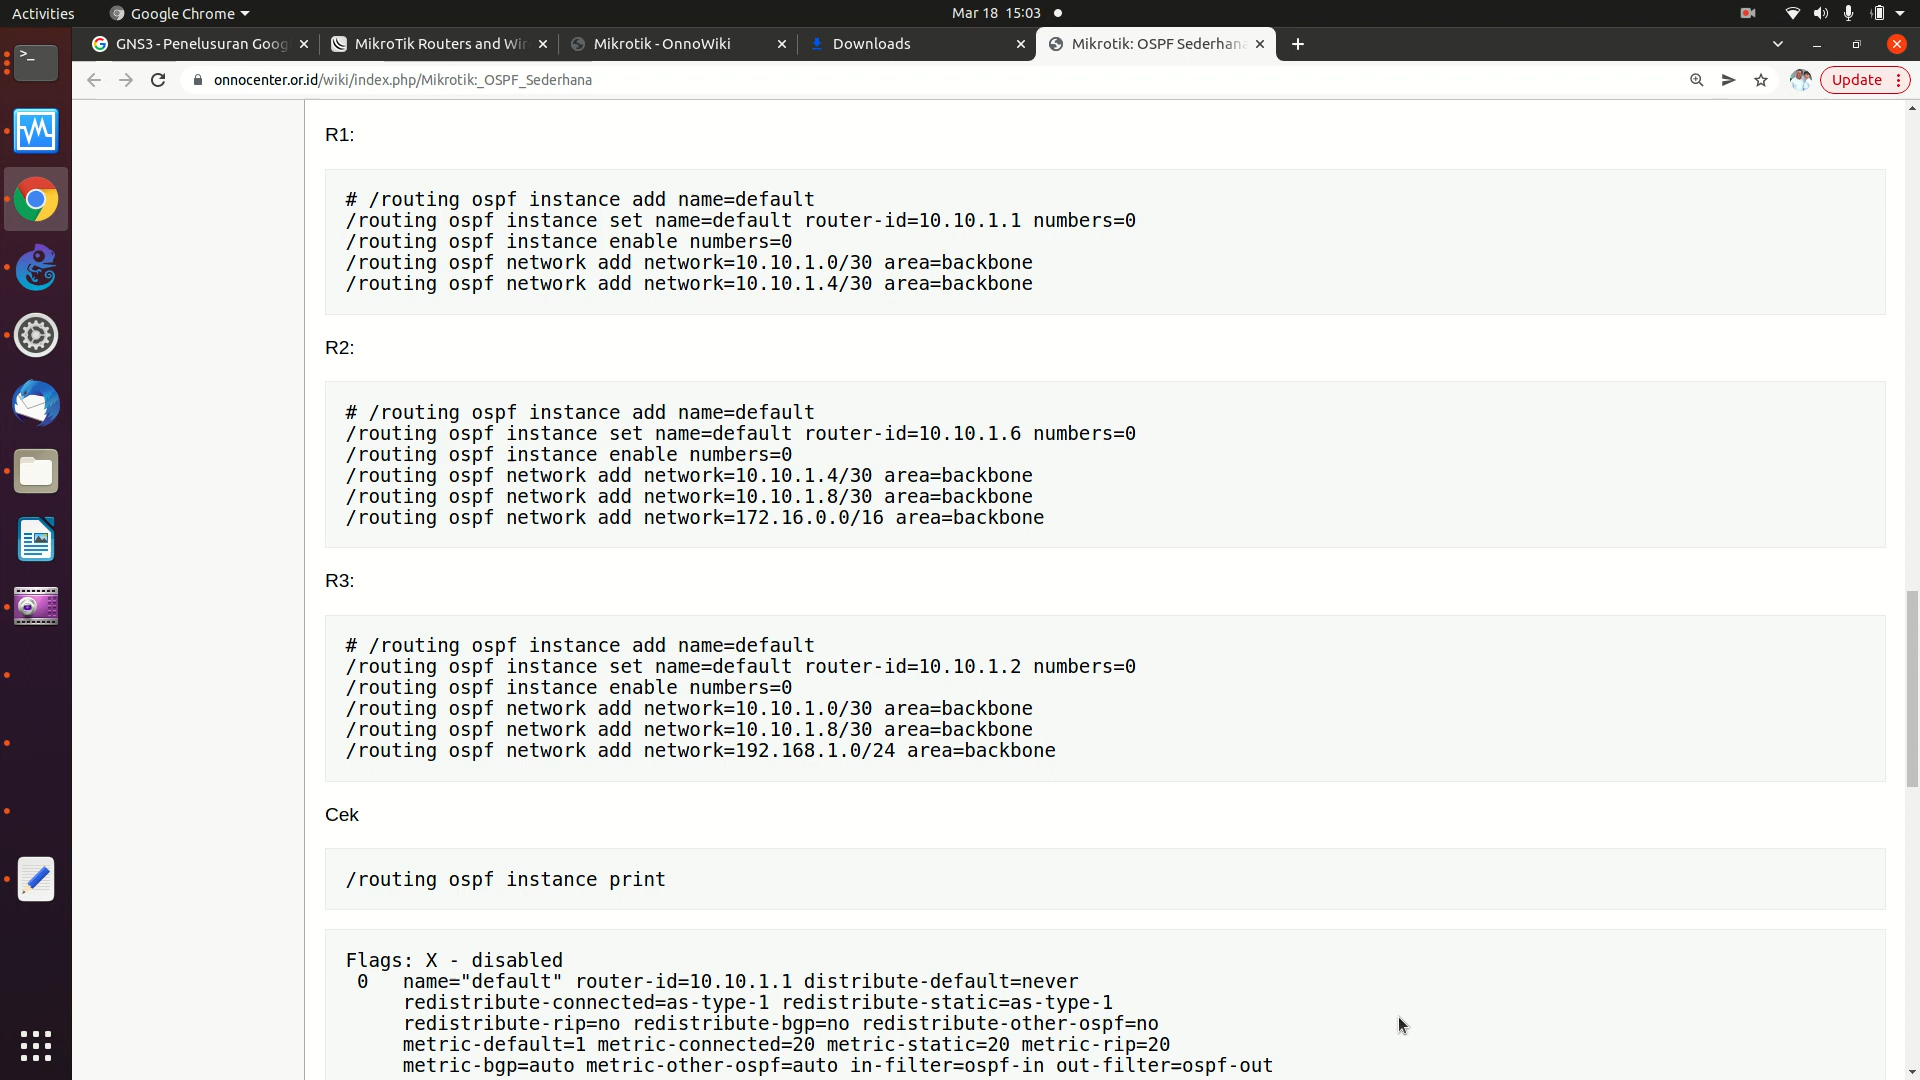 Activities
Google Chrome
Mar 18 15:03
GNS3 - Penelusuran Goog
MikroTik Routers and Wir
Mikrotik - OnnoWiki
Downloads
Mikrotik: OSPF Sederhana
onnocenter.or.id/wiki/index.php/Mikrotik:_OSPF_Sederhana
Update
R1:
# /routing ospf instance add name=default
/routing ospf instance set name=default router-id=10.10.1.1 numbers=0
/routing ospf instance enable numbers=0
/routing ospf network add network=10.10.1.0/30 area=backbone
/routing ospf network add network=10.10.1.4/30 area=backbone
R2:
# /routing ospf instance add name=default
/routing ospf instance set name=default router-id=10.10.1.6 numbers=0
/routing ospf instance enable numbers=0
/routing ospf network add network=10.10.1.4/30 area=backbone
/routing ospf network add network=10.10.1.8/30 area=backbone
/routing ospf network add network=172.16.0.0/16 area=backbone
R3:
# /routing ospf instance add name=default
/routing ospf instance set name=default router-id=10.10.1.2 numbers=0
/routing ospf instance enable numbers=0
/routing ospf network add network=10.10.1.0/30 area=backbone
/routing ospf network add network=10.10.1.8/30 area=backbone
/routing ospf network add network=192.168.1.0/24 area=backbone
Cek
/routing ospf instance print
Flags: X - disabled
0 name="default" router-id=10.10.1.1 distribute-default=never
redistribute-connected=as-type-1 redistribute-static=as-type-1
redistribute-rip=no redistribute-bgp=no redistribute-other-ospf=no
metric-default=1 metric-connected=20 metric-static=20 metric-rip=20
metric-bgp=auto metric-other-ospf=auto in-filter=ospf-in out-filter=ospf-out